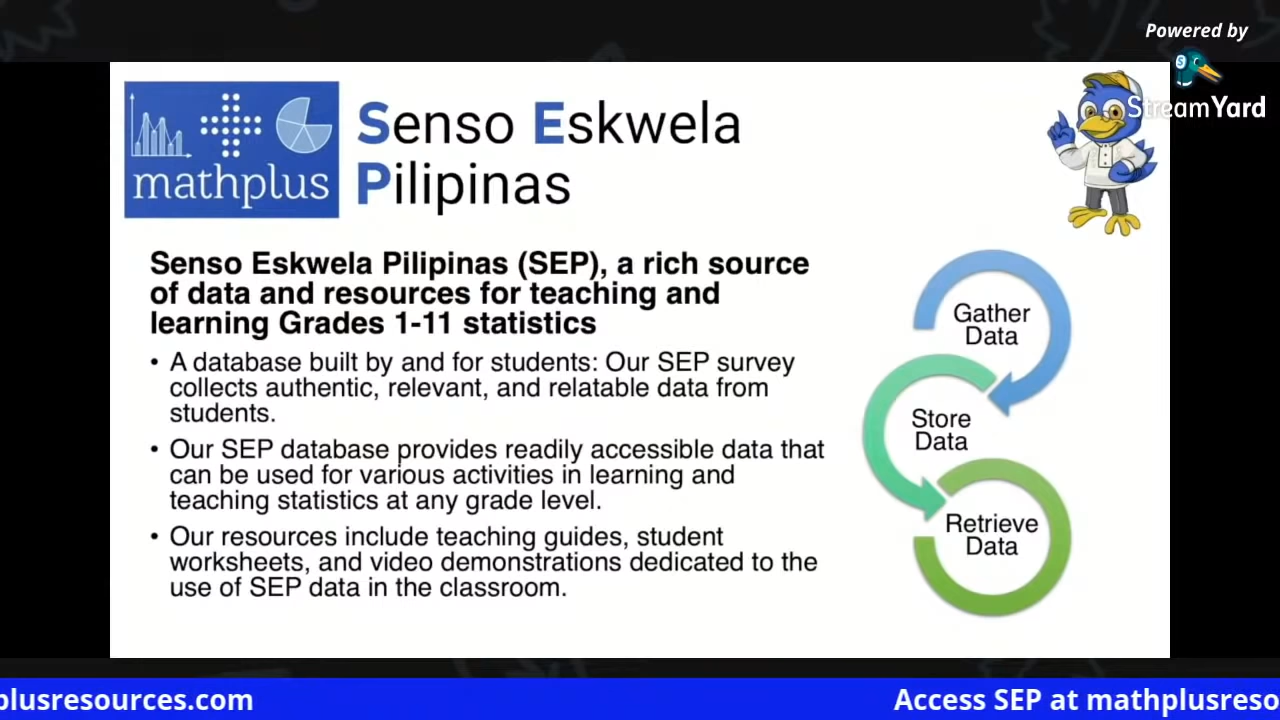 Powered by
StreamYard
mathplus
Senso Eskwela
Pilipinas
Senso Eskwela Pilipinas (SEP), a rich source
of data and resources for teaching and
learning Grades 1-11 statistics
• A database built by and for students: Our SEP survey
collects authentic, relevant, and relatable data from
students.
• Our SEP database provides readily accessible data that
can be used for various activities in learning and
teaching statistics at any grade level.
• Our resources include teaching guides, student
worksheets, and video demonstrations dedicated to the
use of SEP data in the classroom.
Gather
Data
Store
Data
Retrieve
Data
plusresources.com
Access SEP at mathplusreso